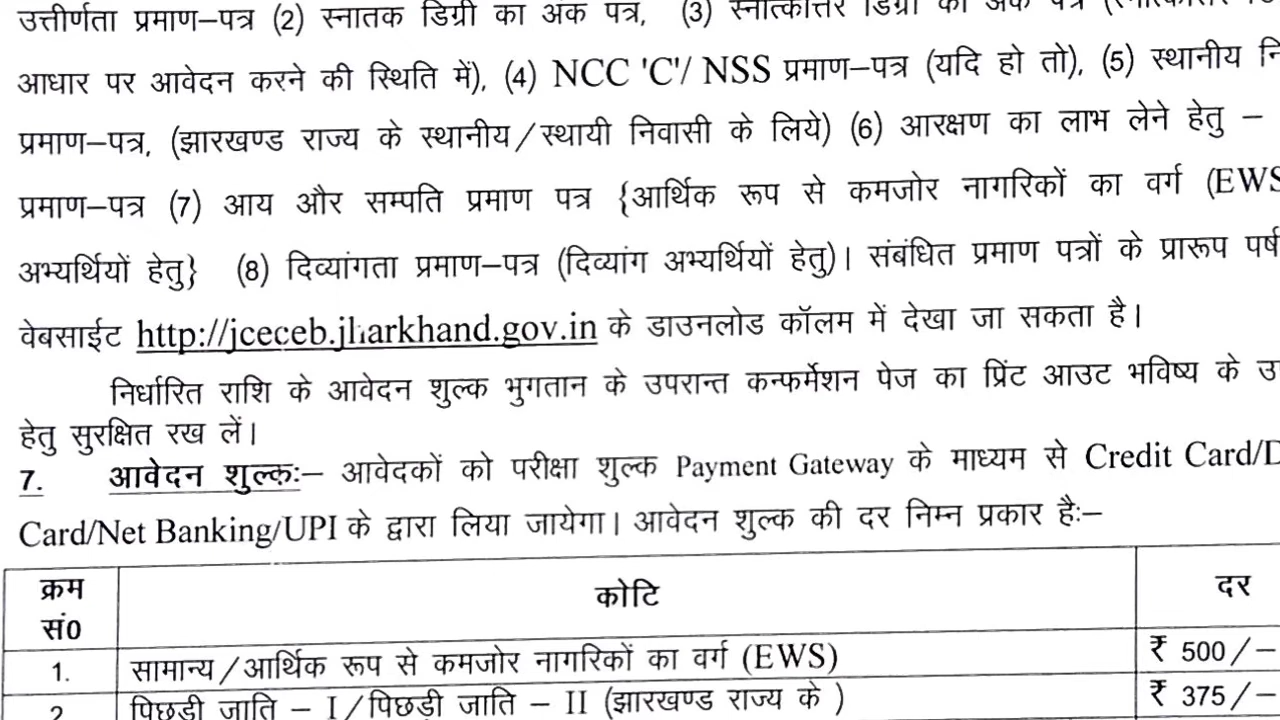 उत्तीर्णता प्रमाण–पत्र (2) स्नातक डिग्री का अंक पत्र, (3) स्नात्कोत्तर डिग्री का अंक पत्र
आधार पर आवेदन करने की स्थिति में), (4) NCC 'C'/ NSS प्रमाण–पत्र (यदि हो तो), (5) स्थानीय
प्रमाण–पत्र, (झारखण्ड राज्य के स्थानीय/स्थायी निवासी के लिये) (6) आरक्षण का लाभ लेने हेतु –
प्रमाण–पत्र (7) आय और सम्पति प्रमाण पत्र {आर्थिक रूप से कमजोर नागरिकों का वर्ग (EWS
अभ्यर्थियों हेतु} (8) दिव्यांगता प्रमाण–पत्र (दिव्यांग अभ्यर्थियों हेतु)। संबंधित प्रमाण पत्रों के प्रारूप
वेबसाईट http://jceceb.jharkhand.gov.in के डाउनलोड कॉलम में देखा जा सकता है।
निर्धारित राशि के आवेदन शुल्क भुगतान के उपरान्त कन्फर्मेशन पेज का प्रिंट आउट भविष्य के
हेतु सुरक्षित रख लें।
7. आवेदन शुल्कः– आवेदकों को परीक्षा शुल्क Payment Gateway के माध्यम से Credit Card/
Card/Net Banking/UPI के द्वारा लिया जायेगा। आवेदन शुल्क की दर निम्न प्रकार हैः–
क्रम सं0 कोटि दर
1. सामान्य/आर्थिक रूप से कमजोर नागरिकों का वर्ग (EWS) ₹ 500/–
2. पिछड़ी जाति – I/पिछड़ी जाति – II (झारखण्ड राज्य के ) ₹ 375/–